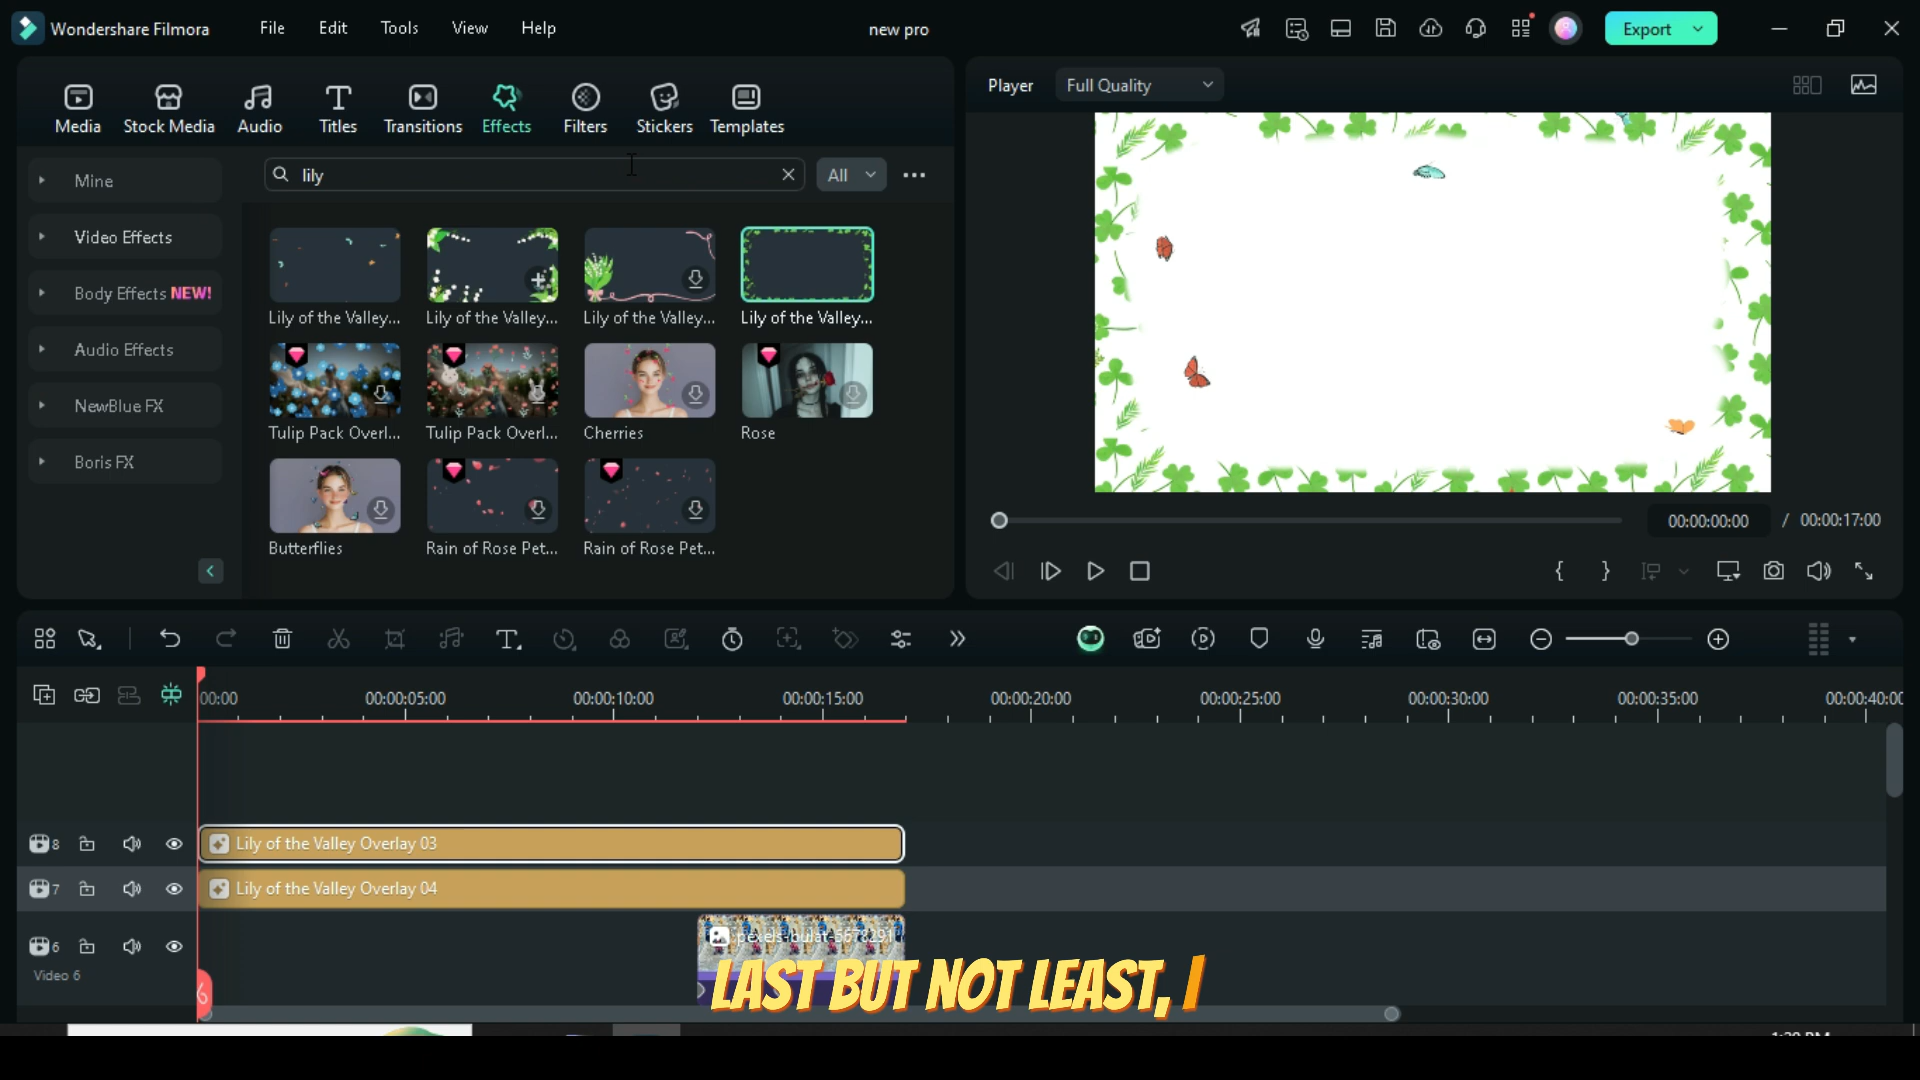 Wondershare Filmora
File
Edit
Tools
View
Help
new pro
Export
Media
Stock Media
Audio
Titles
Transitions
Effects
Filters
Stickers
Templates
Player
Full Quality
Mine
Video Effects
Body Effects NEW!
Audio Effects
NewBlue FX
Boris FX
lily
All
Lily of the Valley...
Lily of the Valley...
Lily of the Valley...
Lily of the Valley...
Tulip Pack Overl...
Tulip Pack Overl...
Cherries
Rose
Butterflies
Rain of Rose Pet...
Rain of Rose Pet...
00:00:00:00 / 00:00:17:00
00:00
00:00:05:00
00:00:10:00
00:00:15:00
00:00:20:00
00:00:25:00
00:00:30:00
00:00:35:00
00:00:40:00
8
Lily of the Valley Overlay 03
7
Lily of the Valley Overlay 04
6
pexels-bulat-5678291
Video 6
LAST BUT NOT LEAST, I